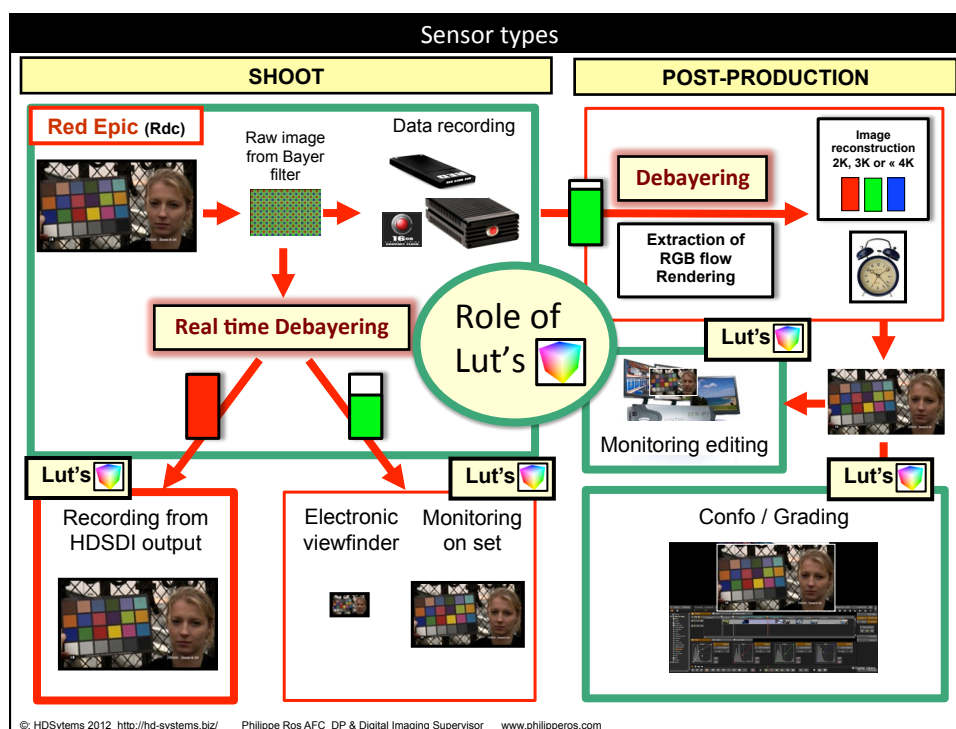 Sensor types
SHOOT
POST-PRODUCTION
Red Epic (Rdc)
Raw image
from Bayer
filter
Data recording
16GB
Real time Debayering
Role of
Lut's
Debayering
Extraction of
RGB flow
Rendering
Image
reconstruction
2K, 3K or « 4K
Lut's
Monitoring editing
Lut's
Recording from
HDSDI output
Lut's
Electronic
viewfinder
Monitoring
on set
Lut's
Confo / Grading
©: HDSytems 2012 http://hd-systems.biz/ Philippe Ros AFC DP & Digital Imaging Supervisor www.philipperos.com